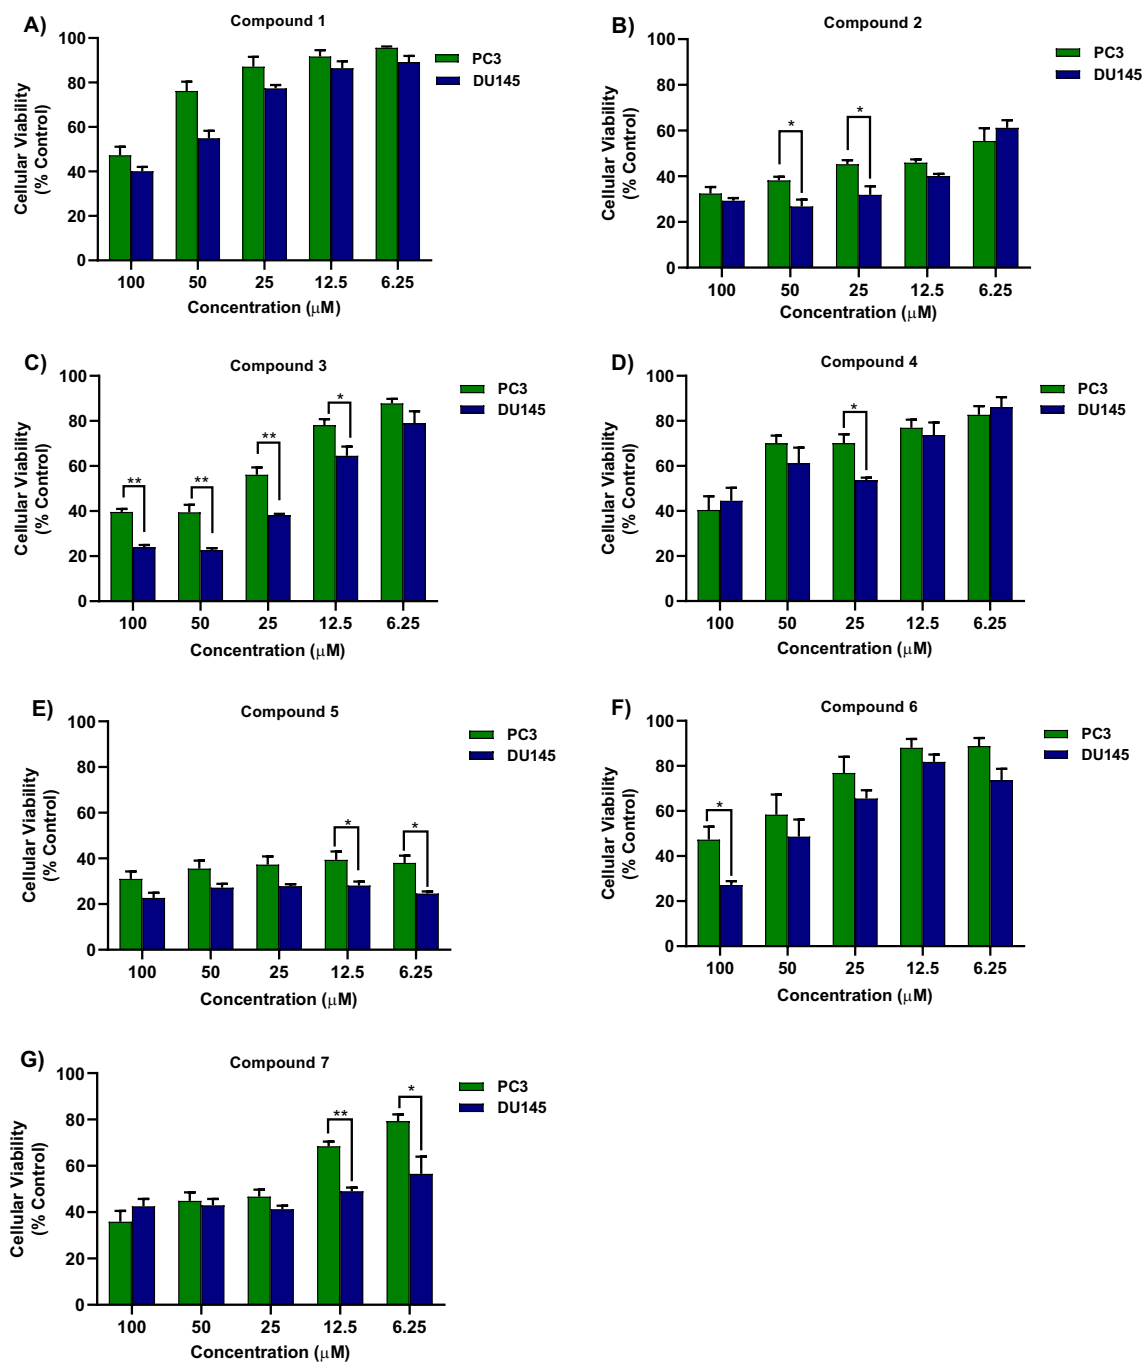 A)
Compound 1
100
80
60
40
20
0
Cellular Viability
(% Control)
PC3
DU145
100 50 25 12.5 6.25
Concentration (μM)
B)
Compound 2
100
80
60
40
20
0
Cellular Viability
(% Control)
* *
PC3
DU145
100 50 25 12.5 6.25
Concentration (μM)
C)
Compound 3
100
80
60
40
20
0
Cellular Viability
(% Control)
** ** ** *
PC3
DU145
100 50 25 12.5 6.25
Concentration (μM)
D)
Compound 4
100
80
60
40
20
0
Cellular Viability
(% Control)
*
PC3
DU145
100 50 25 12.5 6.25
Concentration (μM)
E)
Compound 5
100
80
60
40
20
0
Cellular Viability
(% Control)
* *
PC3
DU145
100 50 25 12.5 6.25
Concentration (μM)
F)
Compound 6
100
80
60
40
20
0
Cellular Viability
(% Control)
*
PC3
DU145
100 50 25 12.5 6.25
Concentration (μM)
G)
Compound 7
100
80
60
40
20
0
Cellular Viability
(% Control)
** *
PC3
DU145
100 50 25 12.5 6.25
Concentration (μM)